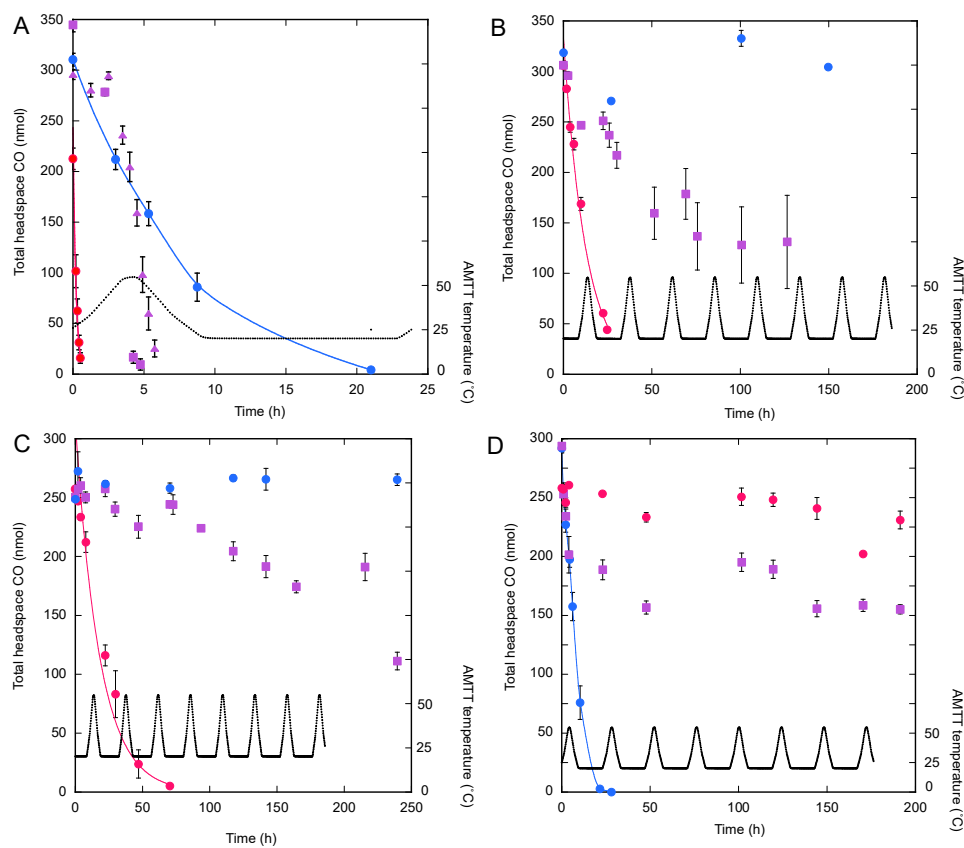 A
350
300
250
200
150
100
50
0
Total headspace CO (nmol)
0 5 10 15 20 25
Time (h)
50
25
0
AMTT temperature (˚C)
B
350
300
250
200
150
100
50
0
Total headspace CO (nmol)
0 50 100 150 200
Time (h)
50
25
0
AMTT temperature (˚C)
C
300
250
200
150
100
50
0
Total headspace CO (nmol)
0 50 100 150 200 250
Time (h)
50
25
0
AMTT temperature (˚C)
D
300
250
200
150
100
50
0
Total headspace CO (nmol)
0 50 100 150 200
Time (h)
50
25
0
AMTT temperature (˚C)